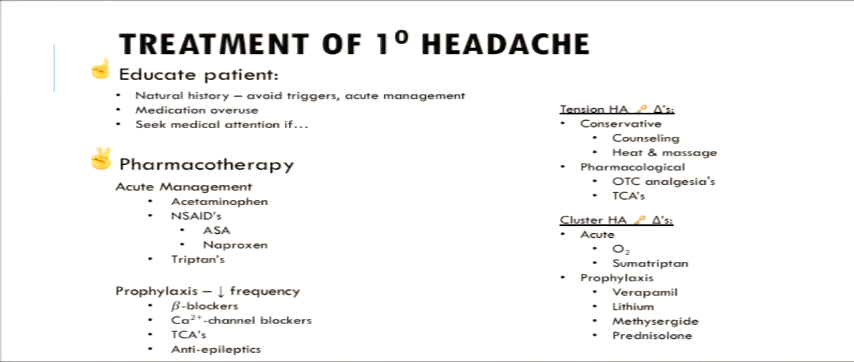 TREATMENT OF 1⁰ HEADACHE
☝ Educate patient:
• Natural history – avoid triggers, acute management
• Medication overuse
• Seek medical attention if…
✌ Pharmacotherapy
Acute Management
• Acetaminophen
• NSAID's
• ASA
• Naproxen
• Triptan's
Prophylaxis – ↓ frequency
• β-blockers
• Ca²⁺-channel blockers
• TCA's
• Anti-epileptics
Tension HA 🔑 Δ's:
• Conservative
• Counseling
• Heat & massage
• Pharmacological
• OTC analgesia's
• TCA's
Cluster HA 🔑 Δ's:
• Acute
• O₂
• Sumatriptan
• Prophylaxis
• Verapamil
• Lithium
• Methysergide
• Prednisolone